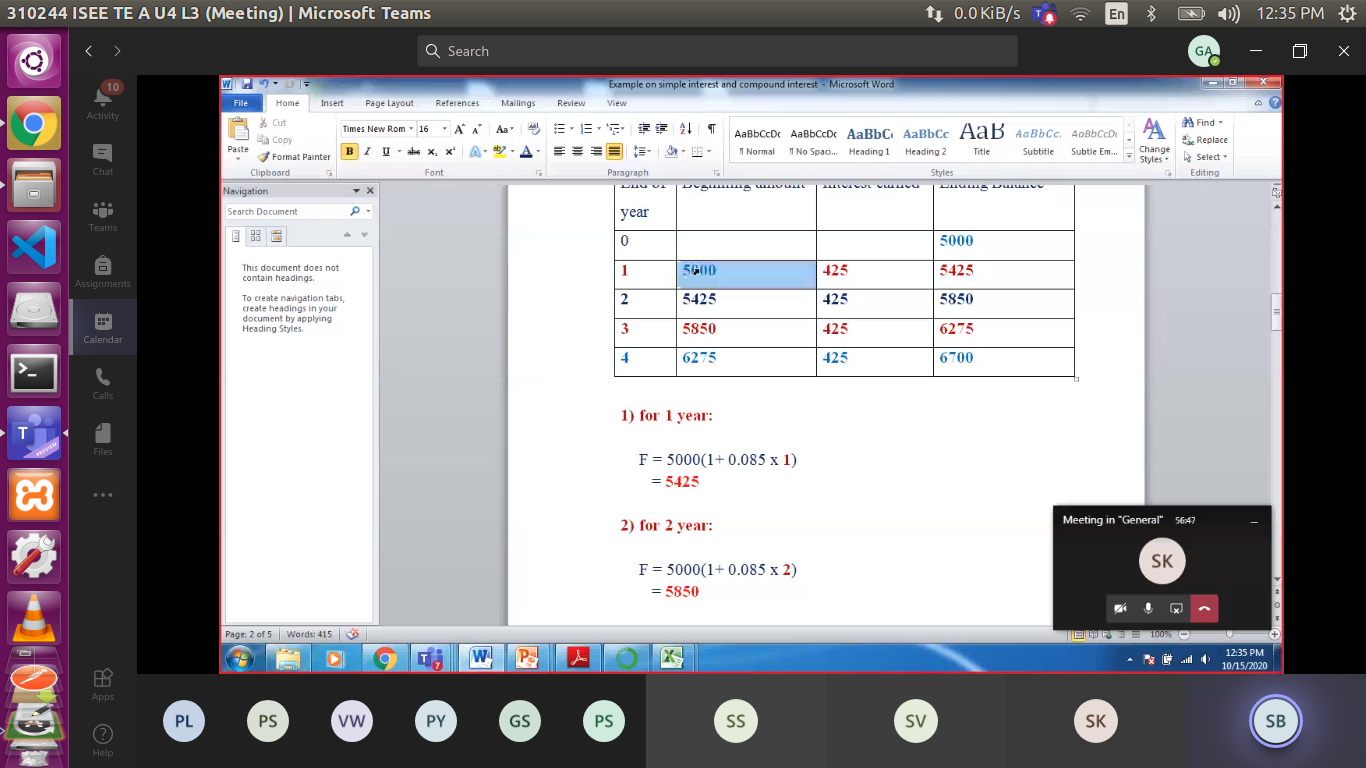 310244 ISEE TE A U4 L3 (Meeting) | Microsoft Teams
0.0 KiB/s
En
12:35 PM
Search
GA
10
Activity
Chat
Teams
Assignments
Calendar
Calls
Files
Apps
Help
Example on simple interest and compound interest - Microsoft Word
File Home Insert Page Layout References Mailings Review View
Paste
Cut
Copy
Format Painter
Clipboard
Times New Rom 16
Font
Paragraph
AaBbCcDc AaBbCcDc AaBbC AaBbCc AaB AaBbCc. AaBbCcDc
¶ Normal ¶ No Spaci... Heading 1 Heading 2 Title Subtitle Subtle Em...
Change Styles
Styles
Find
Replace
Select
Editing
Navigation
Search Document
This document does not
contain headings.
To create navigation tabs,
create headings in your
document by applying
Heading Styles.
End of Beginning amount Interest earned Ending Balance
year
0 5000
1 5000 425 5425
2 5425 425 5850
3 5850 425 6275
4 6275 425 6700
1) for 1 year:
F = 5000(1+ 0.085 x 1)
= 5425
2) for 2 year:
F = 5000(1+ 0.085 x 2)
= 5850
Meeting in "General" 56:47
SK
Page: 2 of 5 Words: 415
100%
7
12:35 PM
10/15/2020
PL PS VW PY GS PS SS SV SK SB